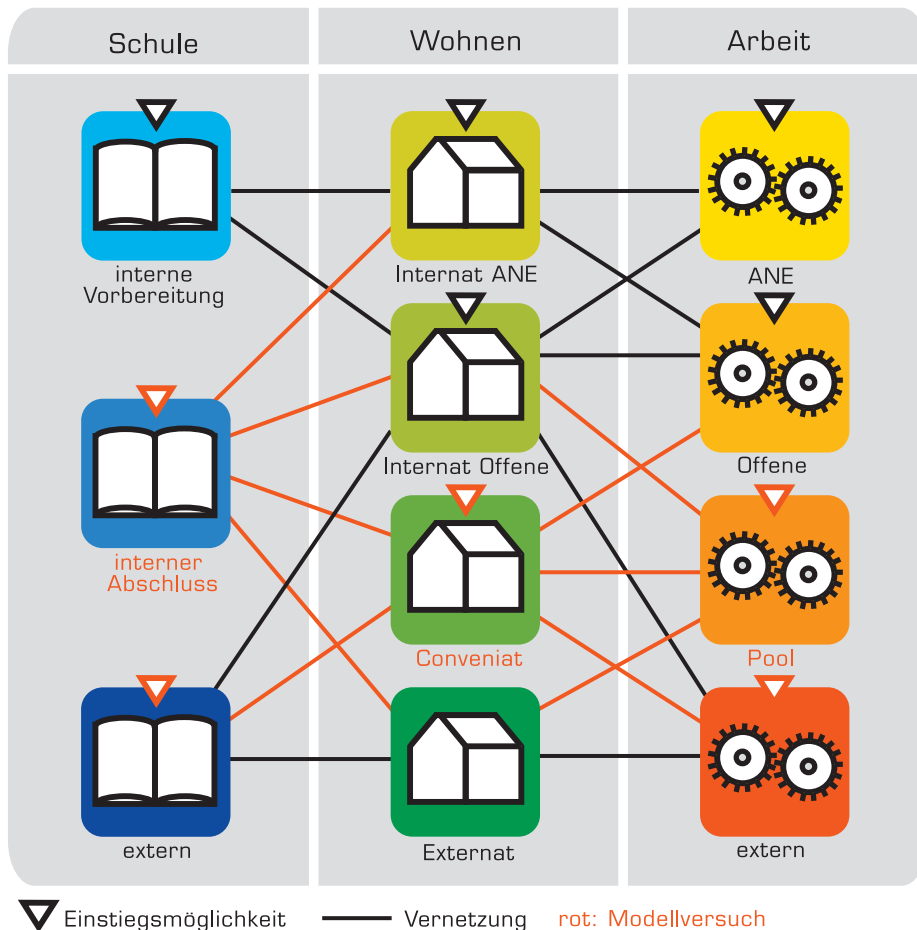 Schule
Wohnen
Arbeit
interne
Vorbereitung
Internat ANE
ANE
Internat Offene
Offene
interner
Abschluss
Conveniat
Pool
extern
Externat
extern
Einstiegsmöglichkeit
Vernetzung
rot: Modellversuch